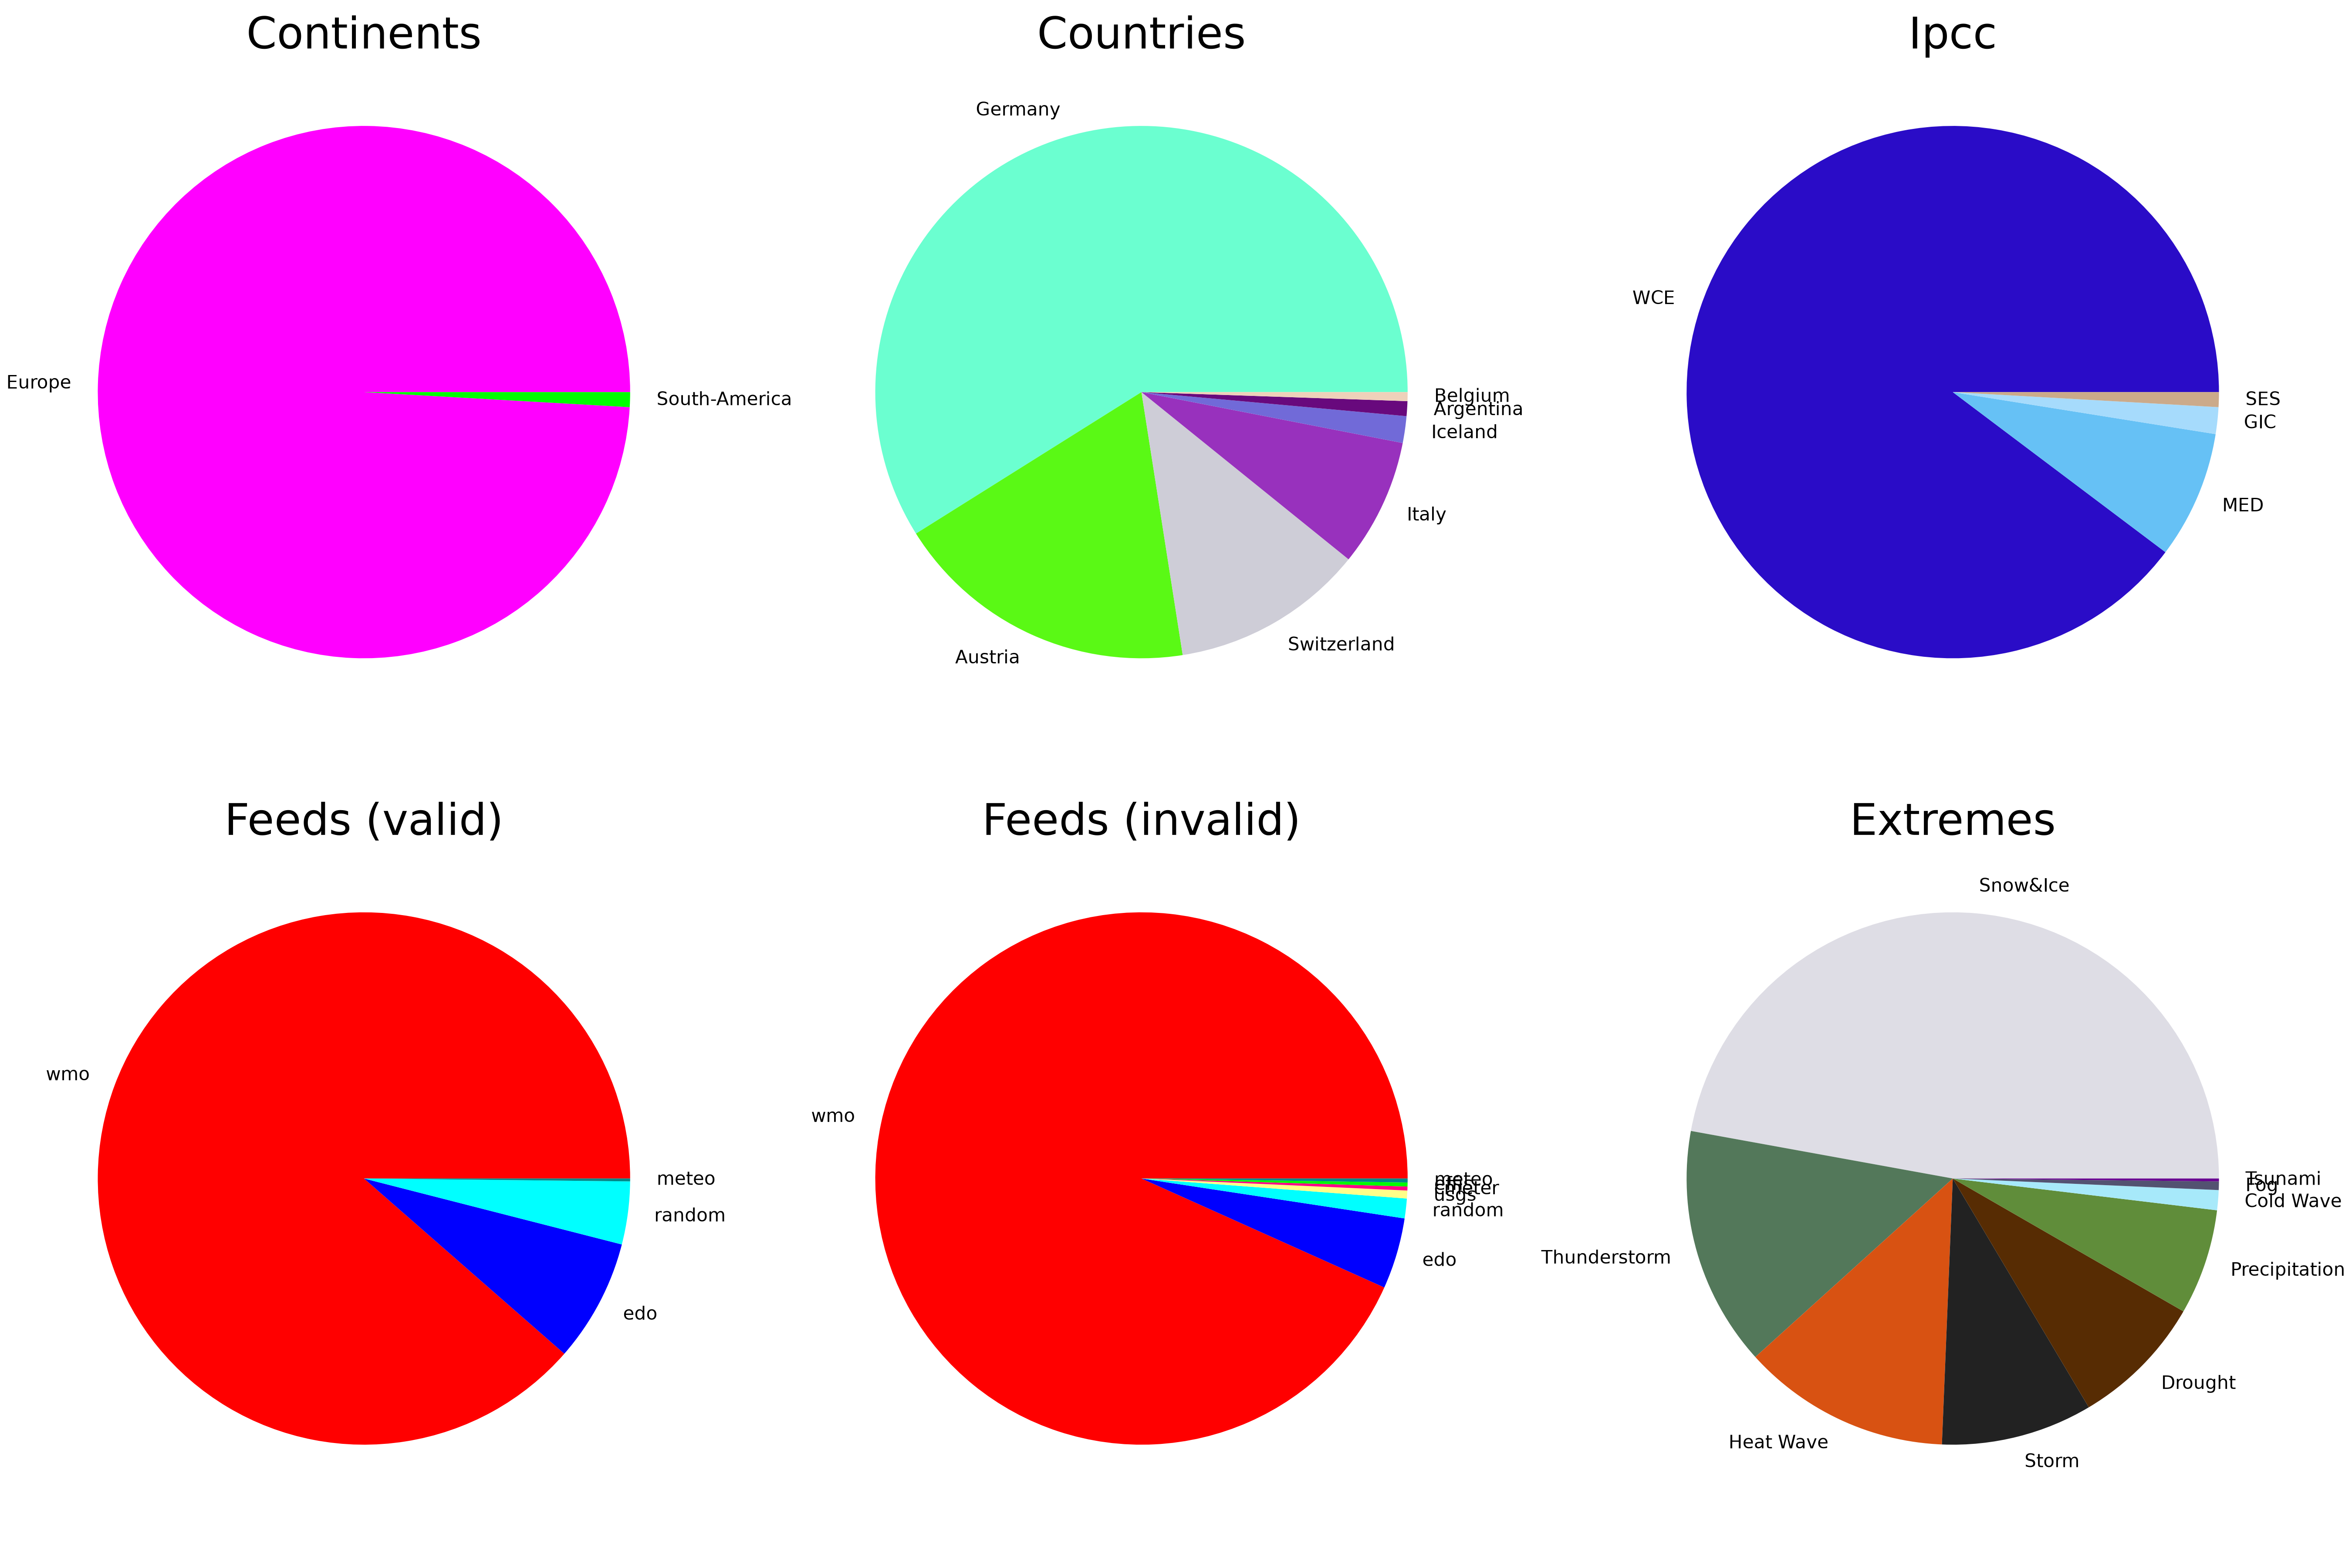 Continents
Countries
Ipcc
Europe
South-America
Germany
Belgium
Argentina
Iceland
Italy
Switzerland
Austria
WCE
SES
GIC
MED
Feeds (valid)
Feeds (invalid)
Extremes
wmo
meteo
random
edo
wmo
meteo
usgs
random
edo
Snow&Ice
Tsunami
Fog
Cold Wave
Precipitation
Thunderstorm
Drought
Heat Wave
Storm